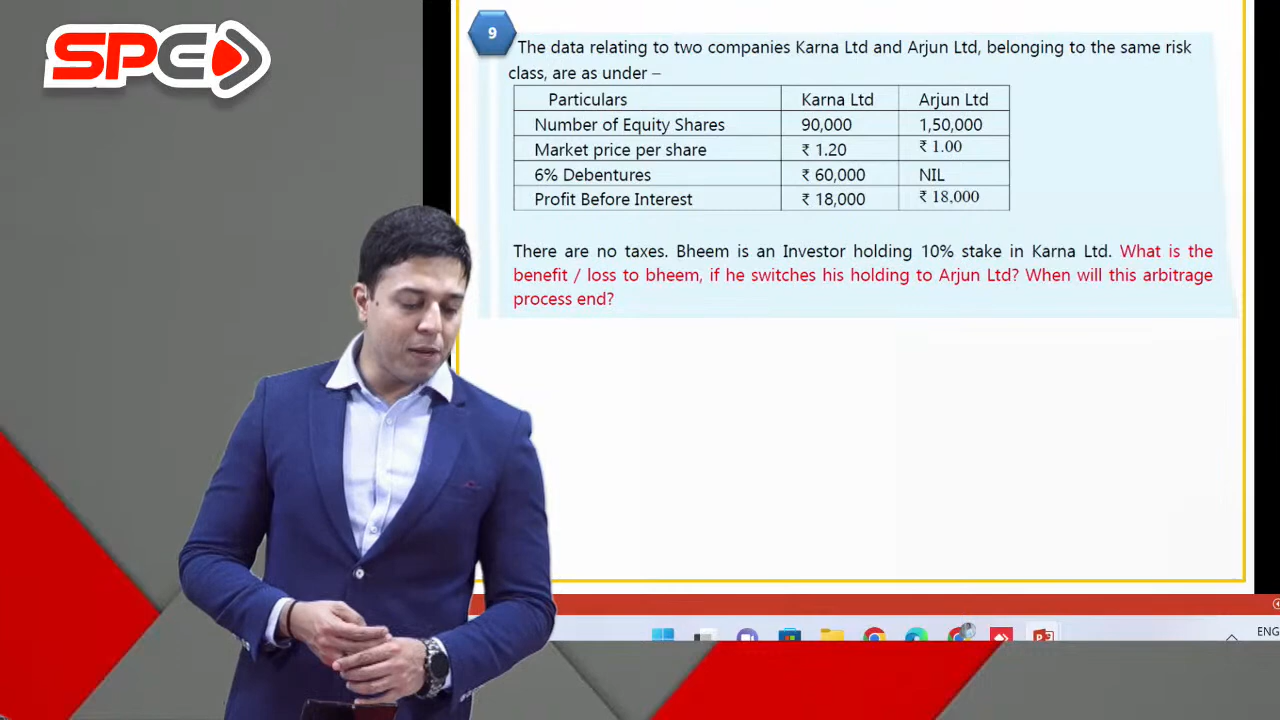 SPED
9
The data relating to two companies Karna Ltd and Arjun Ltd, belonging to the same risk
class, are as under –
Particulars Karna Ltd Arjun Ltd
Number of Equity Shares 90,000 1,50,000
Market price per share ₹ 1.20 ₹ 1.00
6% Debentures ₹ 60,000 NIL
Profit Before Interest ₹ 18,000 ₹ 18,000
There are no taxes. Bheem is an Investor holding 10% stake in Karna Ltd. What is the
benefit / loss to bheem, if he switches his holding to Arjun Ltd? When will this arbitrage
process end?
ENG